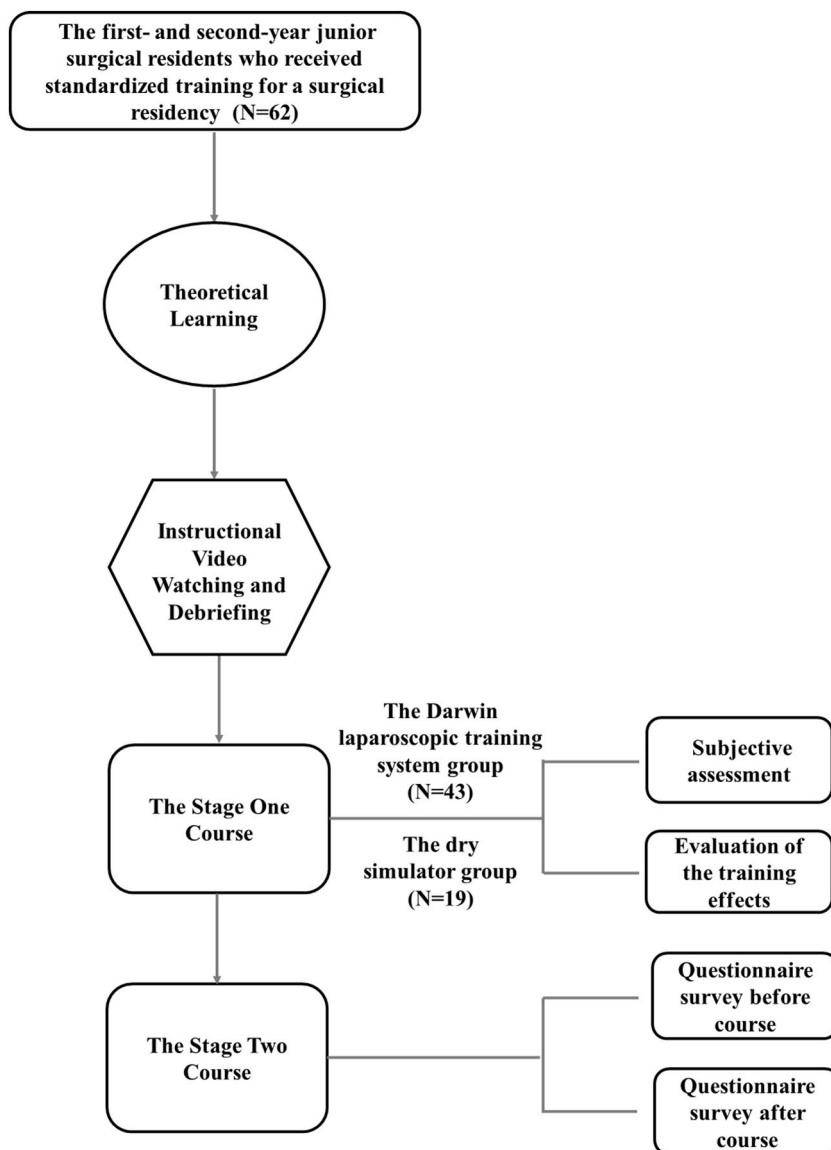 The first- and second-year junior
surgical residents who received
standardized training for a surgical
residency (N=62)
Theoretical
Learning
Instructional
Video
Watching and
Debriefing
The Stage One
Course
The Darwin
laparoscopic training
system group
(N=43)
The dry
simulator group
(N=19)
Subjective
assessment
Evaluation of
the training
effects
The Stage Two
Course
Questionnaire
survey before
course
Questionnaire
survey after
course